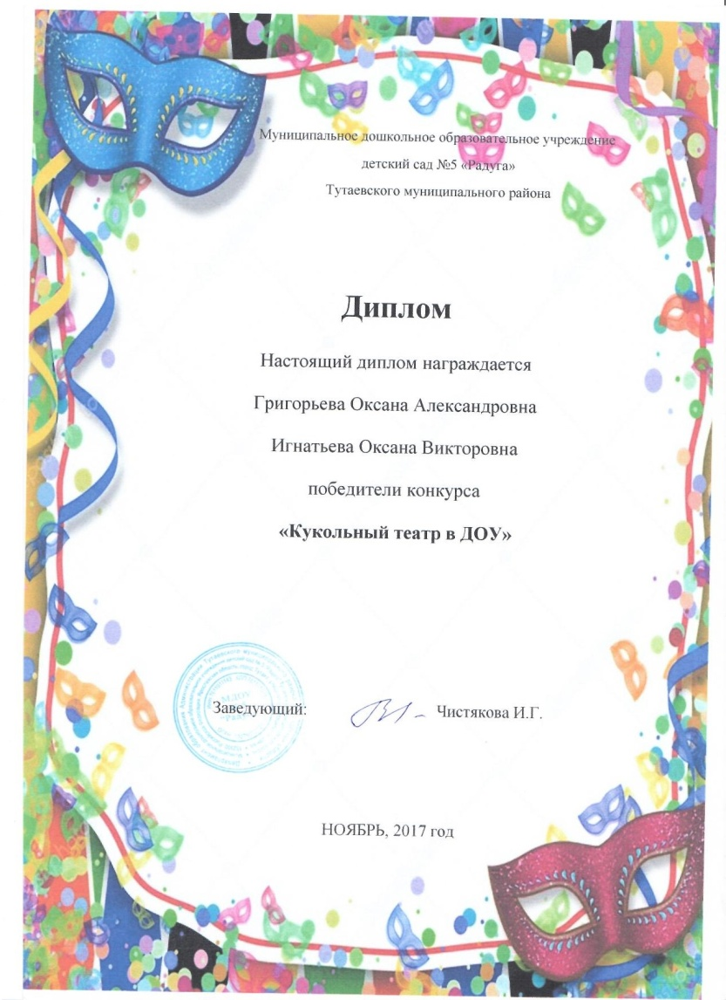 Муниципальное дошкольное образовательное учреждение
детский сад №5 «Радуга»
Тутаевского муниципального района
Диплом
Настоящий диплом награждается
Григорьева Оксана Александровна
Игнатьева Оксана Викторовна
победители конкурса
«Кукольный театр в ДОУ»
Заведующий: Чистякова И.Г.
НОЯБРЬ, 2017 год